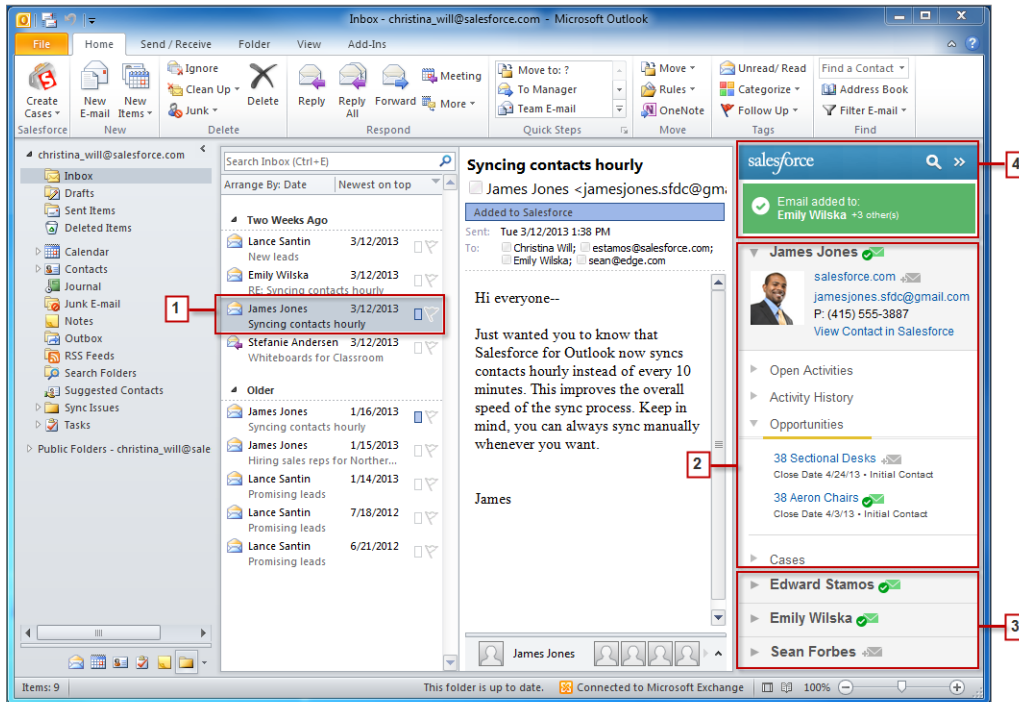 Inbox - christina_will@salesforce.com - Microsoft Outlook
File Home Send / Receive Folder View Add-Ins
Create Cases
New E-mail
New Items
Ignore
Clean Up
Junk
Delete
Reply
Reply All
Forward
Meeting
More
Move to: ?
To Manager
Team E-mail
Move
Rules
OneNote
Unread/ Read
Categorize
Follow Up
Find a Contact
Address Book
Filter E-mail
Salesforce New Delete Respond Quick Steps Move Tags Find
christina_will@salesforce.com
Inbox
Drafts
Sent Items
Deleted Items
Calendar
Contacts
Journal
Junk E-mail
Notes
Outbox
RSS Feeds
Search Folders
Suggested Contacts
Sync Issues
Tasks
Public Folders - christina_will@sale
Search Inbox (Ctrl+E)
Arrange By: Date Newest on top
Two Weeks Ago
Lance Santin 3/12/2013
New leads
Emily Wilska 3/12/2013
RE: Syncing contacts hourly
1
James Jones 3/12/2013
Syncing contacts hourly
Stefanie Andersen 3/12/2013
Whiteboards for Classroom
Older
James Jones 1/16/2013
Syncing contacts hourly
James Jones 1/15/2013
Hiring sales reps for Norther...
Lance Santin 1/14/2013
Promising leads
Lance Santin 7/18/2012
Promising leads
Lance Santin 6/21/2012
Promising leads
Syncing contacts hourly
James Jones <jamesjones.sfdc@gm
Added to Salesforce
Sent: Tue 3/12/2013 1:38 PM
To: Christina Will; estamos@salesforce.com;
Emily Wilska; sean@edge.com
Hi everyone--
Just wanted you to know that
Salesforce for Outlook now syncs
contacts hourly instead of every 10
minutes. This improves the overall
speed of the sync process. Keep in
mind, you can always sync manually
whenever you want.
James
James Jones
salesforce
4
Email added to:
Emily Wilska +3 other(s)
James Jones
salesforce.com
jamesjones.sfdc@gmail.com
P: (415) 555-3887
View Contact in Salesforce
Open Activities
Activity History
Opportunities
2
38 Sectional Desks
Close Date 4/24/13 • Initial Contact
38 Aeron Chairs
Close Date 4/3/13 • Initial Contact
Cases
Edward Stamos
Emily Wilska
3
Sean Forbes
Items: 9 This folder is up to date. Connected to Microsoft Exchange 100%